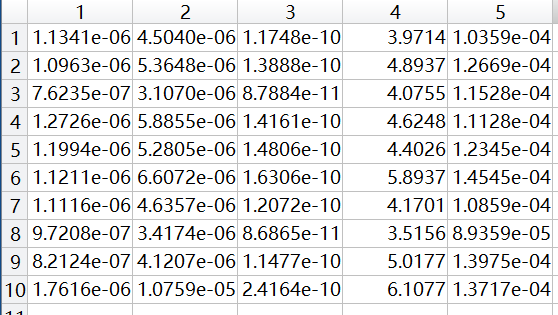 1 2 3 4 5
1 1.1341e-06 4.5040e-06 1.1748e-10 3.9714 1.0359e-04
2 1.0963e-06 5.3648e-06 1.3888e-10 4.8937 1.2669e-04
3 7.6235e-07 3.1070e-06 8.7884e-11 4.0755 1.1528e-04
4 1.2726e-06 5.8855e-06 1.4161e-10 4.6248 1.1128e-04
5 1.1994e-06 5.2805e-06 1.4806e-10 4.4026 1.2345e-04
6 1.1211e-06 6.6072e-06 1.6306e-10 5.8937 1.4545e-04
7 1.1116e-06 4.6357e-06 1.2072e-10 4.1701 1.0859e-04
8 9.7208e-07 3.4176e-06 8.6865e-11 3.5156 8.9359e-05
9 8.2124e-07 4.1207e-06 1.1477e-10 5.0177 1.3975e-04
10 1.7616e-06 1.0759e-05 2.4164e-10 6.1077 1.3717e-04